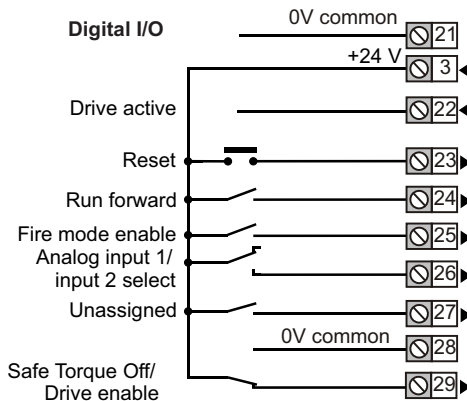 Digital I/O
0V common
21
+24 V
3
Drive active
22
Reset
23
Run forward
24
Fire mode enable
25
Analog input 1/
input 2 select
26
Unassigned
27
0V common
28
Safe Torque Off/
Drive enable
29